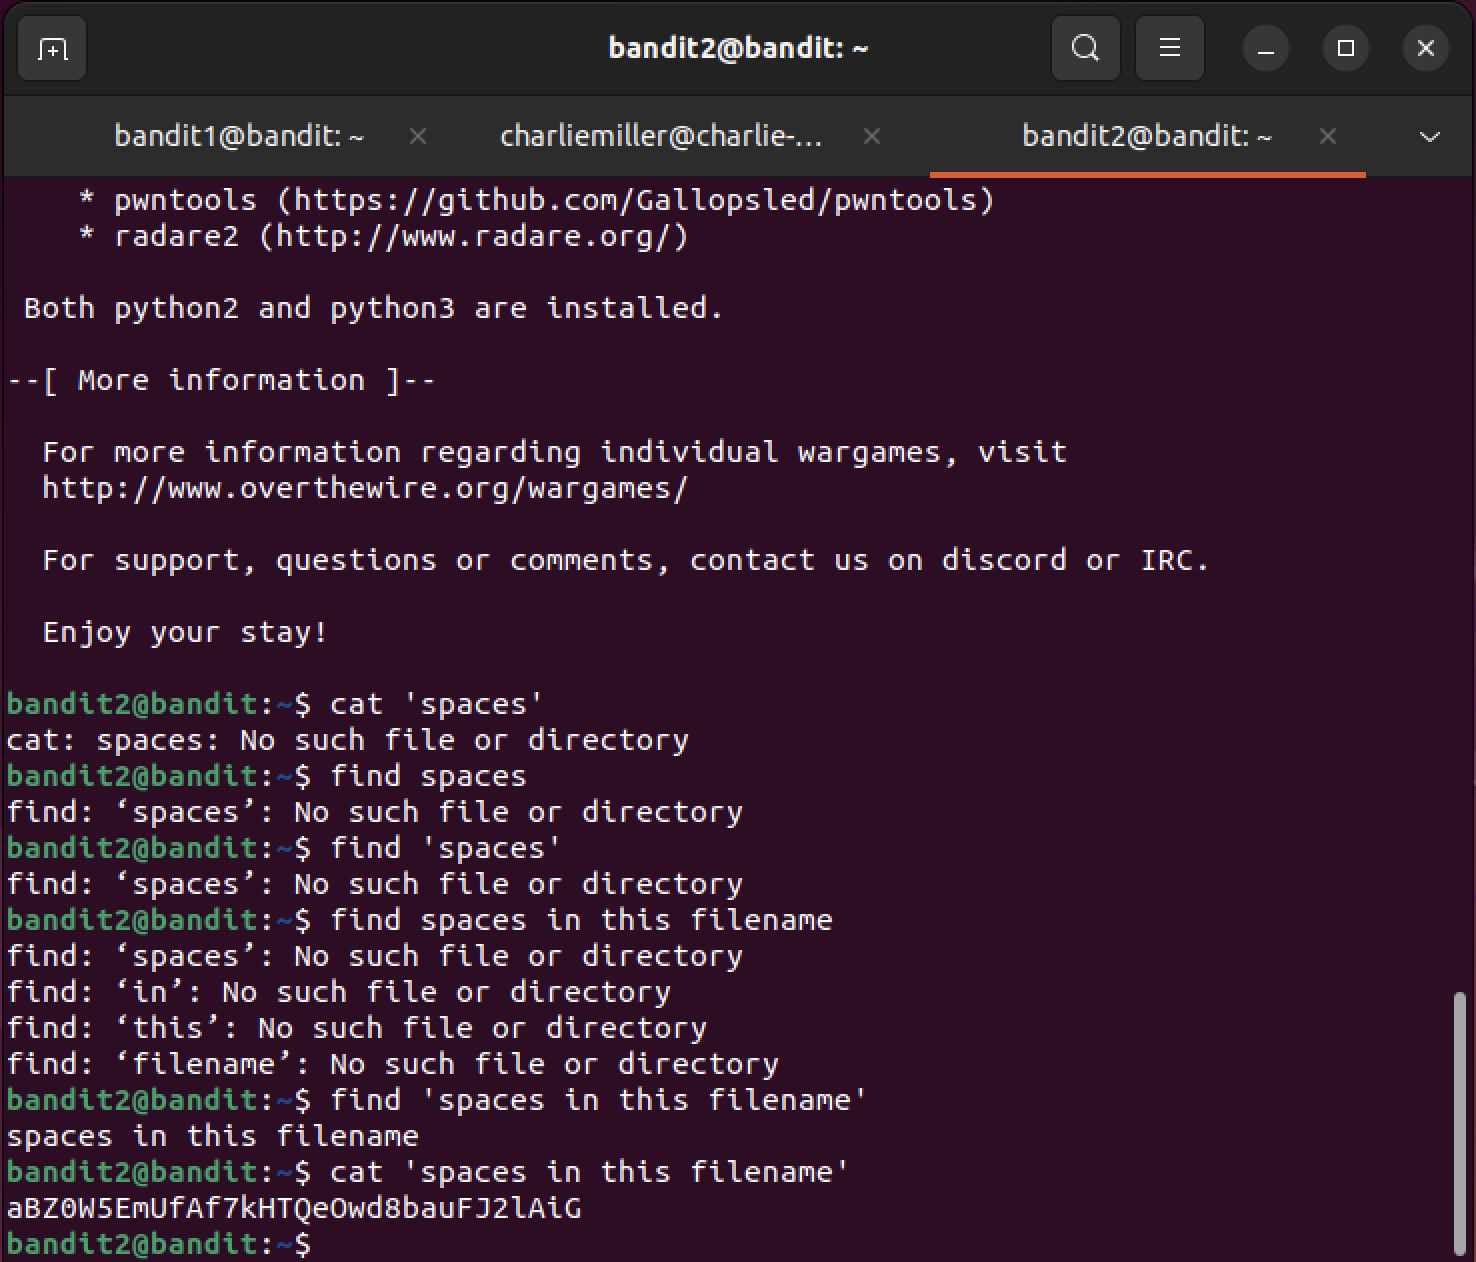 bandit2@bandit: ~
bandit1@bandit: ~
charliemiller@charlie-...
bandit2@bandit: ~
* pwntools (https://github.com/Gallopsled/pwntools)
* radare2 (http://www.radare.org/)
Both python2 and python3 are installed.
--[ More information ]--
For more information regarding individual wargames, visit
http://www.overthewire.org/wargames/
For support, questions or comments, contact us on discord or IRC.
Enjoy your stay!
bandit2@bandit:~$ cat 'spaces'
cat: spaces: No such file or directory
bandit2@bandit:~$ find spaces
find: ‘spaces’: No such file or directory
bandit2@bandit:~$ find 'spaces'
find: ‘spaces’: No such file or directory
bandit2@bandit:~$ find spaces in this filename
find: ‘spaces’: No such file or directory
find: ‘in’: No such file or directory
find: ‘this’: No such file or directory
find: ‘filename’: No such file or directory
bandit2@bandit:~$ find 'spaces in this filename'
spaces in this filename
bandit2@bandit:~$ cat 'spaces in this filename'
aBZ0W5EmUfAf7kHTQeOwd8bauFJ2lAiG
bandit2@bandit:~$